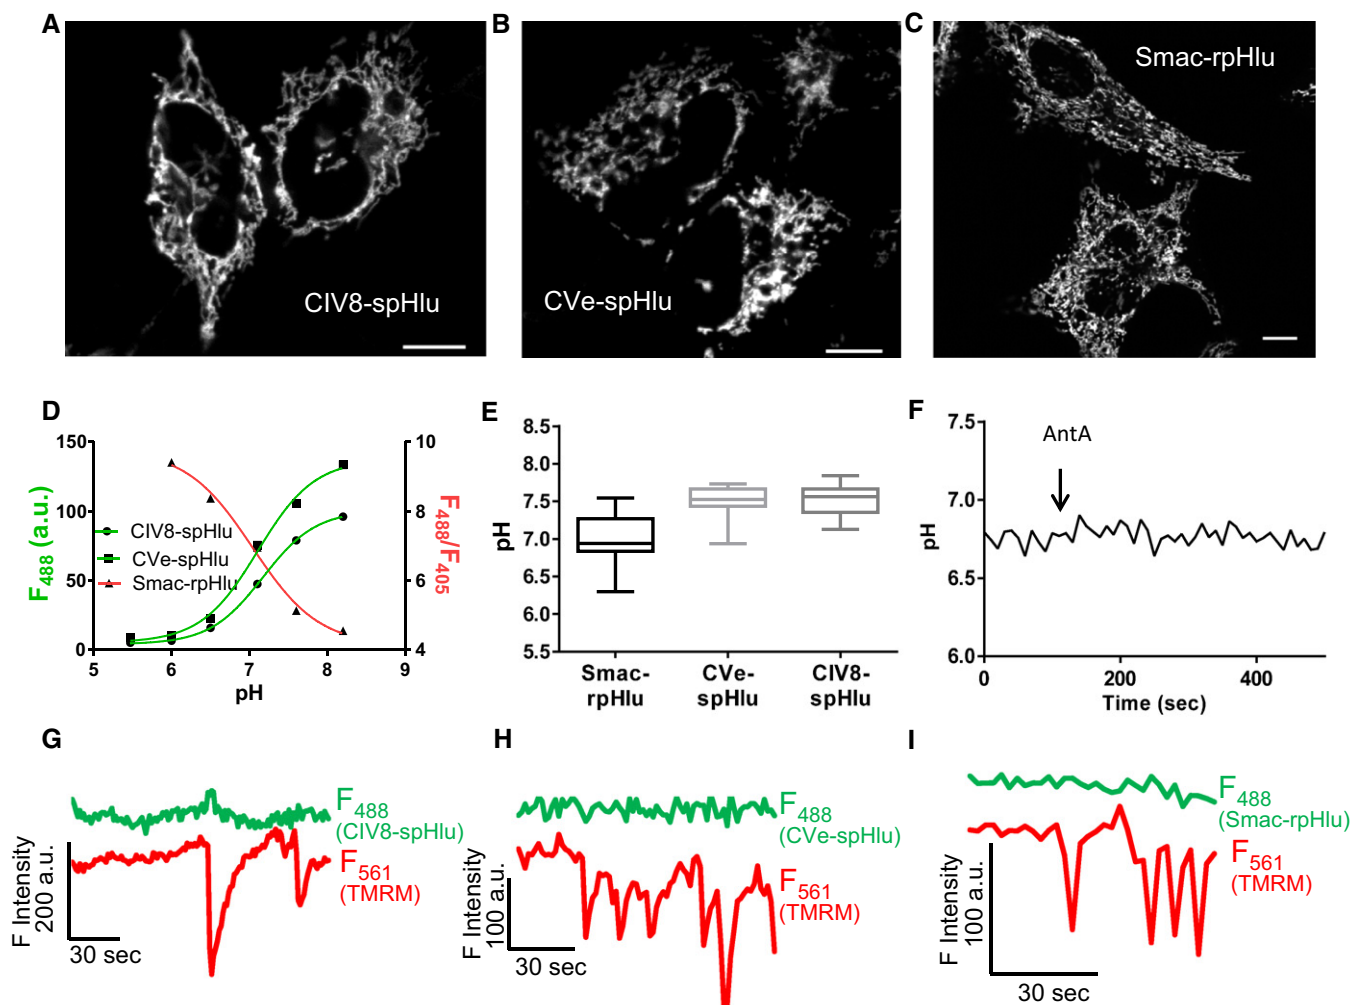 A
CIV8-spHlu
B
CVe-spHlu
C
Smac-rpHlu
D
F488 (a.u.)
150
100
50
0
5
6
7
8
9
pH
10
8
6
4
F488/F405
CIV8-spHlu
CVe-spHlu
Smac-rpHlu
E
pH
8.5
8.0
7.5
7.0
6.5
6.0
5.5
Smac-
rpHlu
CVe-
spHlu
CIV8-
spHlu
F
pH
7.5
7.0
6.5
6.0
AntA
0
200
400
Time (sec)
G
F488
(CIV8-spHlu)
F561
(TMRM)
F Intensity
200 a.u.
30 sec
H
F488
(CVe-spHlu)
F561
(TMRM)
F Intensity
100 a.u.
30 sec
I
F488
(Smac-rpHlu)
F561
(TMRM)
F Intensity
100 a.u.
30 sec